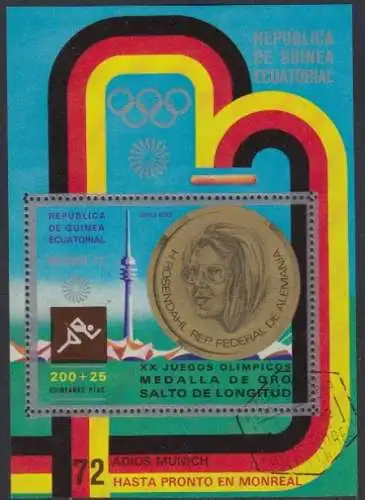 REPUBLICA
DE GUINEA
ECUATORIAL
REPUBLICA
DE GUINEA
ECUATORIAL
H. ROSENDAHL REP. FEDERAL DE ALEMANIA
200+25
XX JUEGOS OLIMPICOS
MEDALLA DE ORO
SALTO DE LONGITUD
72 ADIOS MUNICH
HASTA PRONTO EN MONREAL